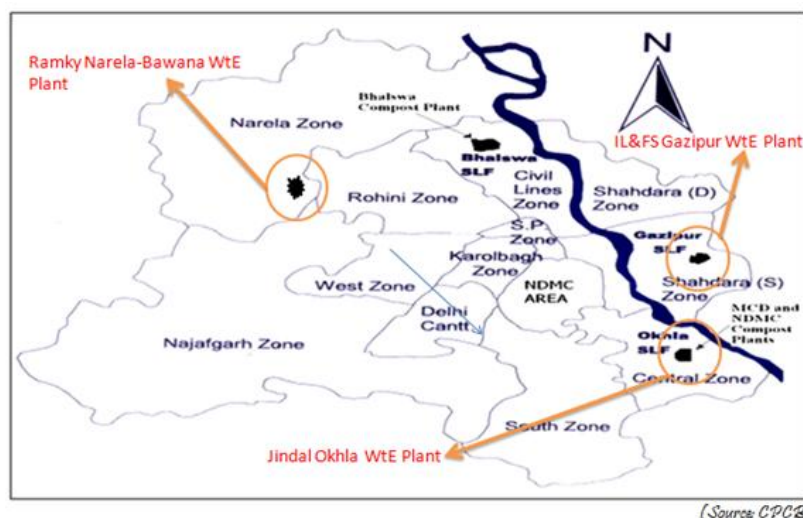 Ramky Narela-Bawana WtE
Plant
N
Bhalswa
Compost Plant
IL&FS Gazipur WtE Plant
Narela Zone
Bhalswa
SLF
Civil
Lines
Zone
Shahdara (D)
Zone
Rohini Zone
S.P.
Zone
Gazipur
SLF
Karolbagh
Zone
West Zone
NDMC
AREA
Shahdara (S)
Zone
Delhi
Cantt
MCD and
NDMC
Compost
Plants
Najafgarh Zone
Okhla
SLF
Central Zone
South Zone
Jindal Okhla WtE Plant
(Source: CPCB